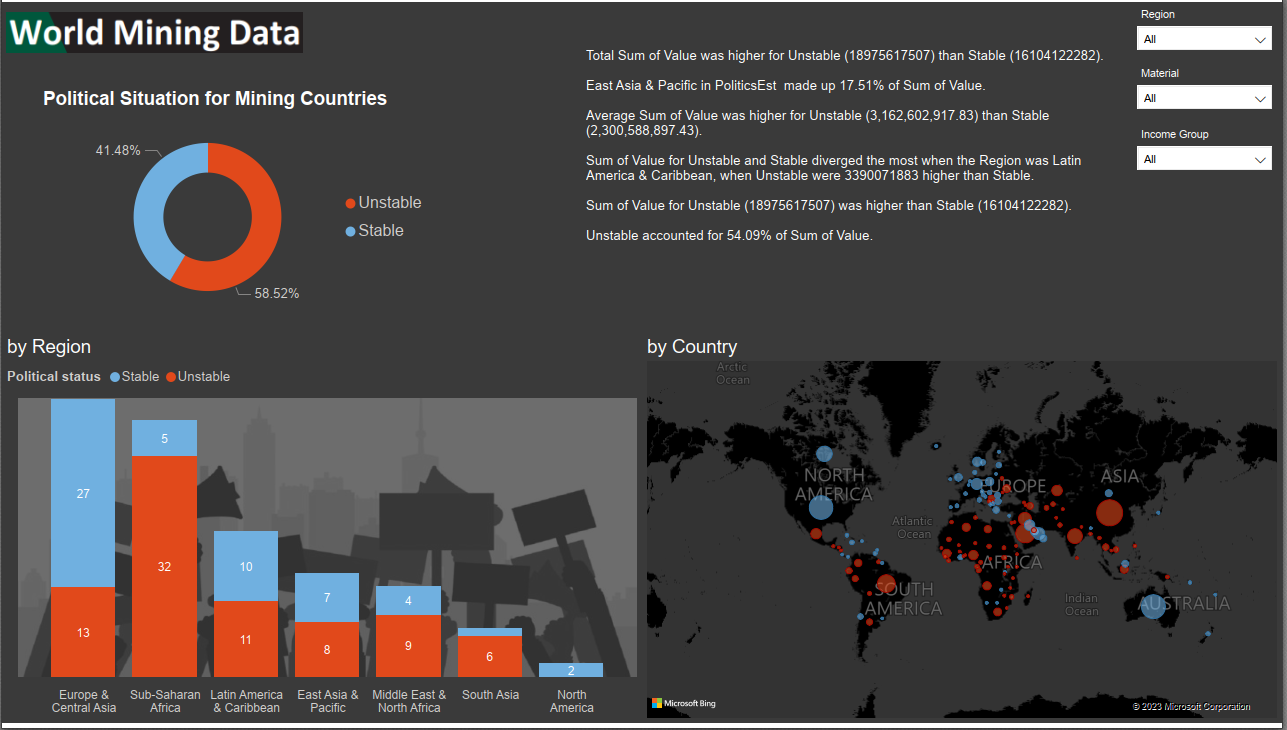 World Mining Data
Political Situation for Mining Countries
41.48%
58.52%
Unstable
Stable
Total Sum of Value was higher for Unstable (18975617507) than Stable (16104122282).
East Asia & Pacific in PoliticsEst  made up 17.51% of Sum of Value.
Average Sum of Value was higher for Unstable (3,162,602,917.83) than Stable
(2,300,588,897.43).
Sum of Value for Unstable and Stable diverged the most when the Region was Latin
America & Caribbean, when Unstable were 3390071883 higher than Stable.
Sum of Value for Unstable (18975617507) was higher than Stable (16104122282).
Unstable accounted for 54.09% of Sum of Value.
Region
All
Material
All
Income Group
All
by Region
Political status Stable Unstable
27
13
5
32
10
11
7
8
4
9
6
2
Europe &
Central Asia
Sub-Saharan
Africa
Latin America
& Caribbean
East Asia &
Pacific
Middle East &
North Africa
South Asia
North
America
by Country
Arctic
Ocean
NORTH
AMERICA
EUROPE
ASIA
Atlantic
Ocean
AFRICA
SOUTH
AMERICA
Indian
Ocean
AUSTRALIA
Microsoft Bing
© 2023 Microsoft Corporation